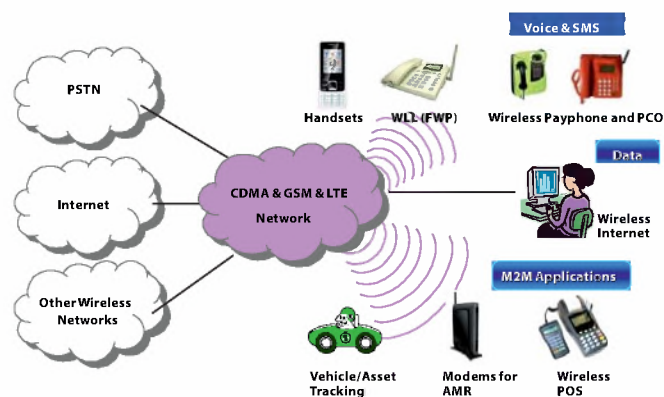 Voice & SMS
PSTN
Handsets
WLL (FWP)
Wireless Payphone and PCO
Data
CDMA & GSM & LTE
Network
Internet
Wireless
Internet
M2M Applications
Other Wireless
Networks
Vehicle/Asset
Tracking
Modems for
AMR
Wireless
POS